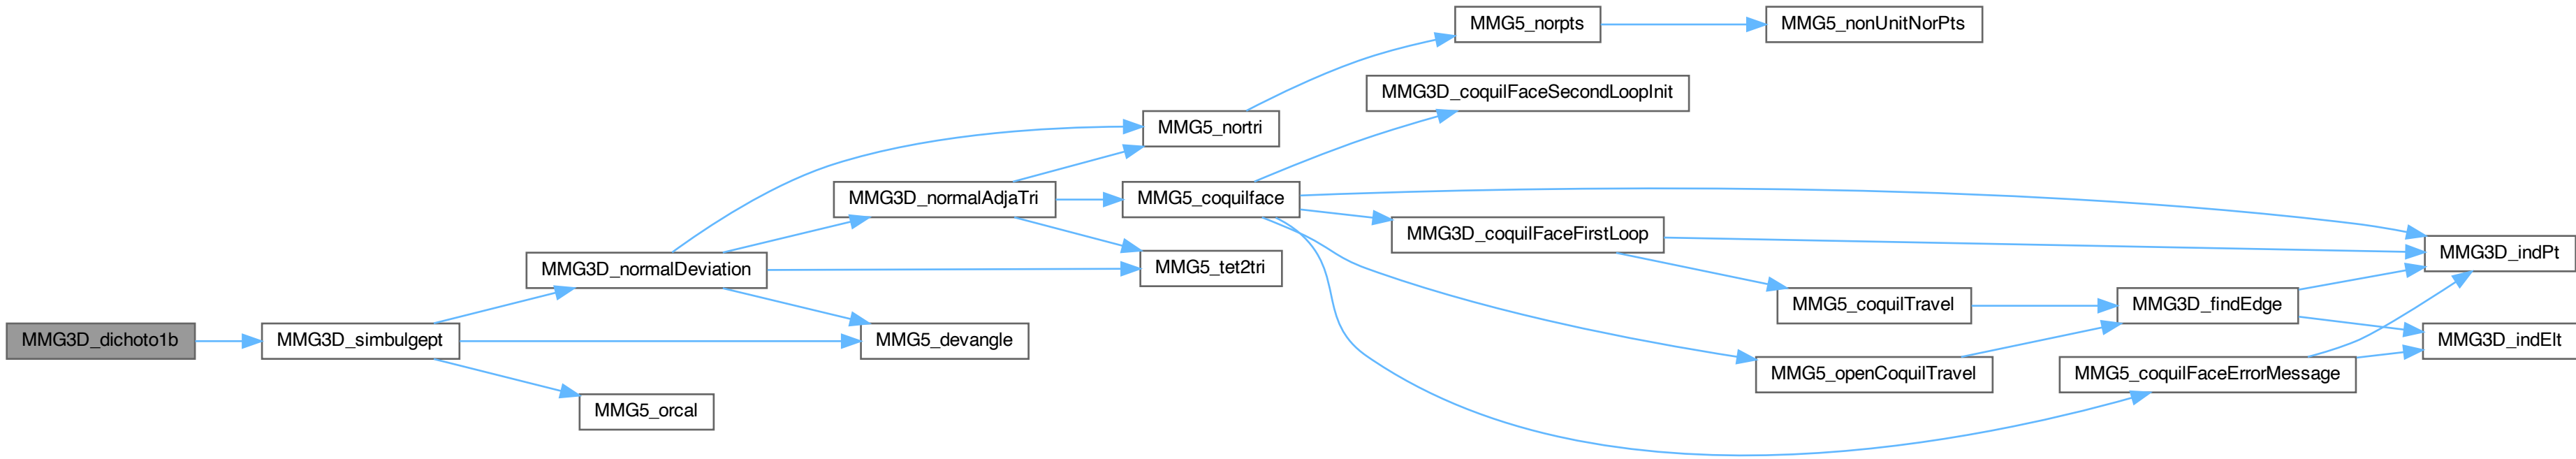 MMG5_norpts
MMG5_nonUnitNorPts
MMG3D_coquilFaceSecondLoopInit
MMG5_nortri
MMG3D_normalAdjaTri
MMG5_coquilface
MMG3D_coquilFaceFirstLoop
MMG3D_indPt
MMG3D_normalDeviation
MMG5_tet2tri
MMG5_coquilTravel
MMG3D_findEdge
MMG3D_dichoto1b
MMG3D_simbulgept
MMG5_devangle
MMG3D_indElt
MMG5_openCoquilTravel
MMG5_coquilFaceErrorMessage
MMG5_orcal